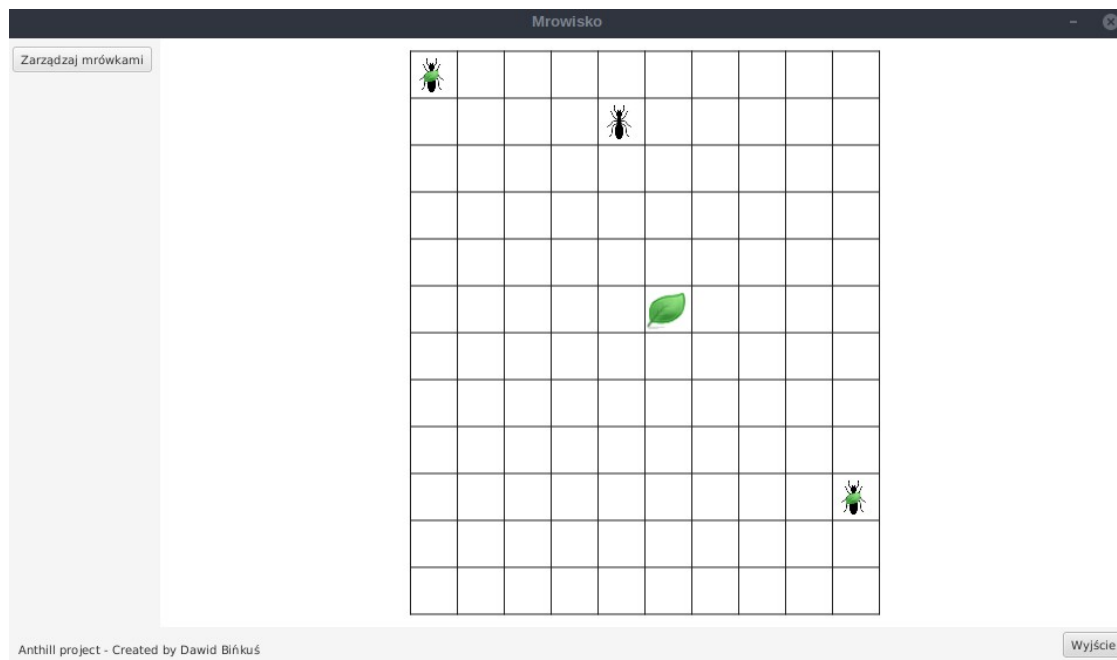 Mrowisko
Zarządzaj mrówkami
Anthill project - Created by Dawid Bińkuś
Wyjście